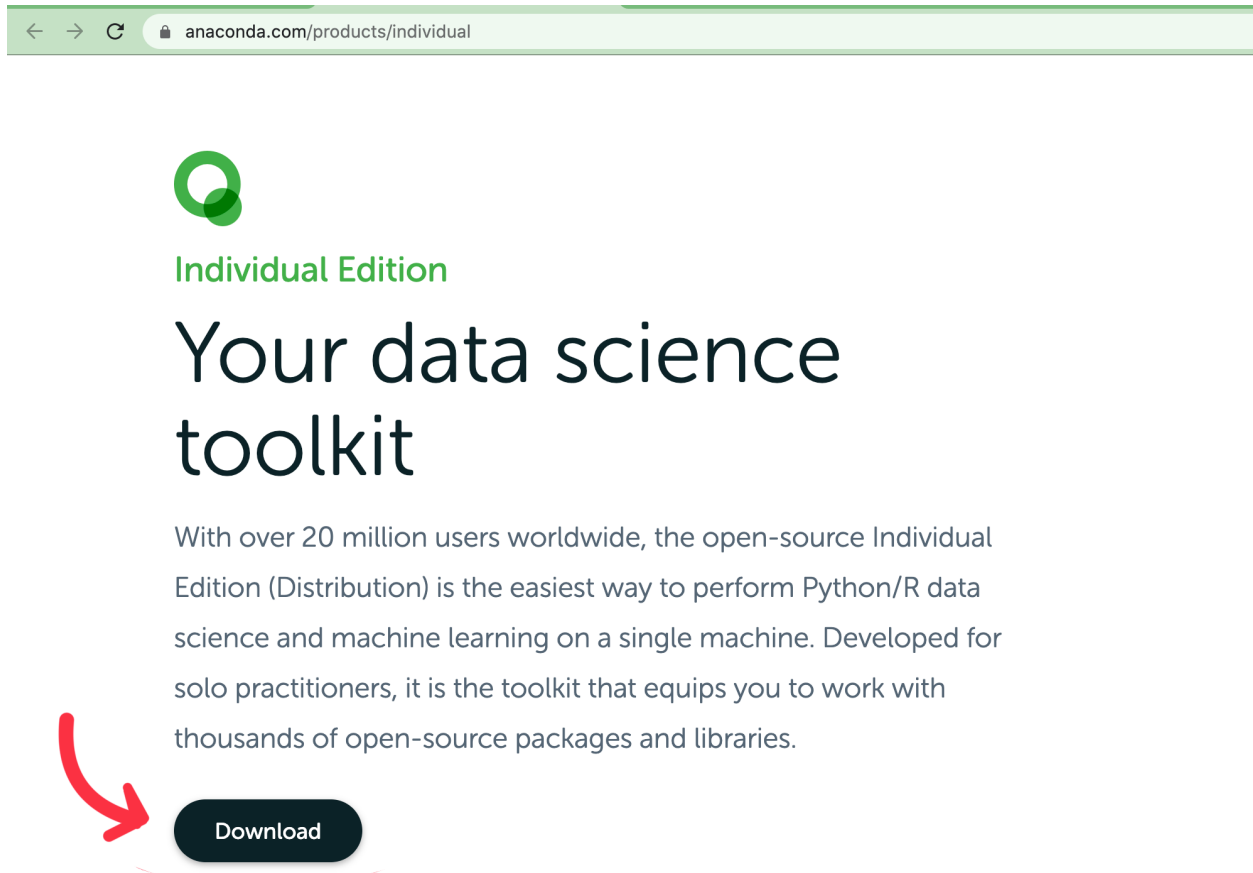 anaconda.com/products/individual
Individual Edition
Your data science
toolkit
With over 20 million users worldwide, the open-source Individual
Edition (Distribution) is the easiest way to perform Python/R data
science and machine learning on a single machine. Developed for
solo practitioners, it is the toolkit that equips you to work with
thousands of open-source packages and libraries.
Download